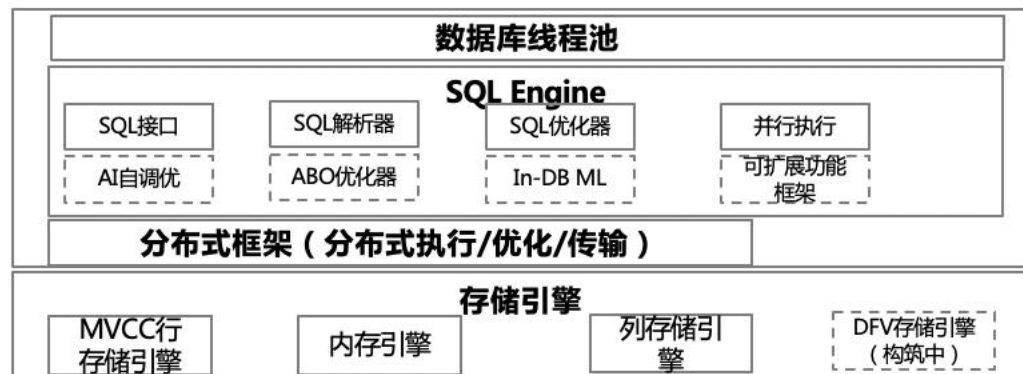 数据库线程池
SQL Engine
SQL接口
SQL解析器
SQL优化器
并行执行
AI自调优
ABO优化器
In-DB ML
可扩展功能
框架
分布式框架（分布式执行/优化/传输）
存储引擎
MVCC行
存储引擎
内存引擎
列存储引
擎
DFV存储引擎
（构筑中）